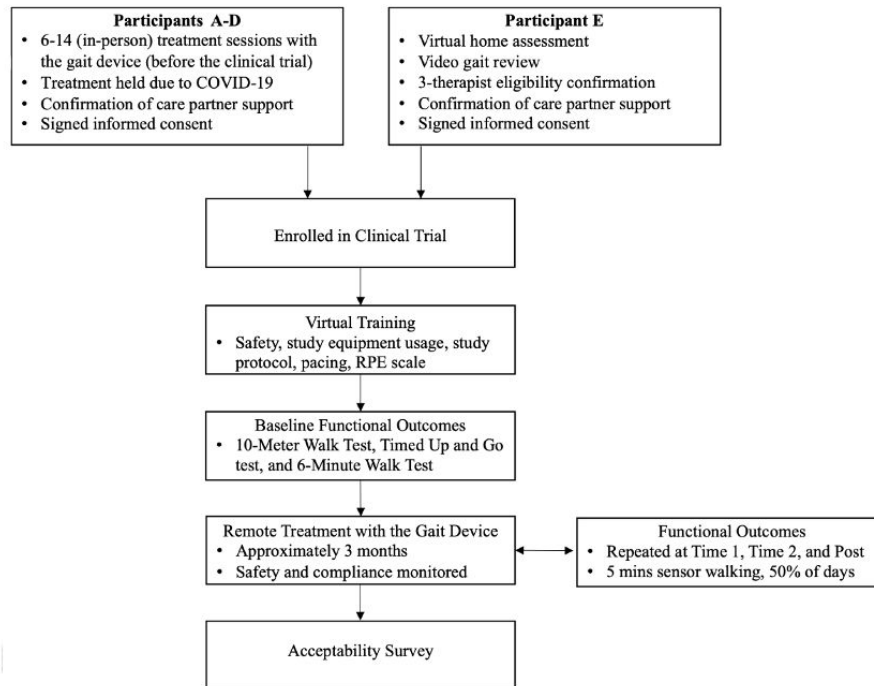 Participants A-D
• 6-14 (in-person) treatment sessions with
the gait device (before the clinical trial)
• Treatment held due to COVID-19
• Confirmation of care partner support
• Signed informed consent
Participant E
• Virtual home assessment
• Video gait review
• 3-therapist eligibility confirmation
• Confirmation of care partner support
• Signed informed consent
Enrolled in Clinical Trial
Virtual Training
• Safety, study equipment usage, study
protocol, pacing, RPE scale
Baseline Functional Outcomes
• 10-Meter Walk Test, Timed Up and Go
test, and 6-Minute Walk Test
Remote Treatment with the Gait Device
• Approximately 3 months
• Safety and compliance monitored
Functional Outcomes
• Repeated at Time 1, Time 2, and Post
• 5 mins sensor walking, 50% of days
Acceptability Survey